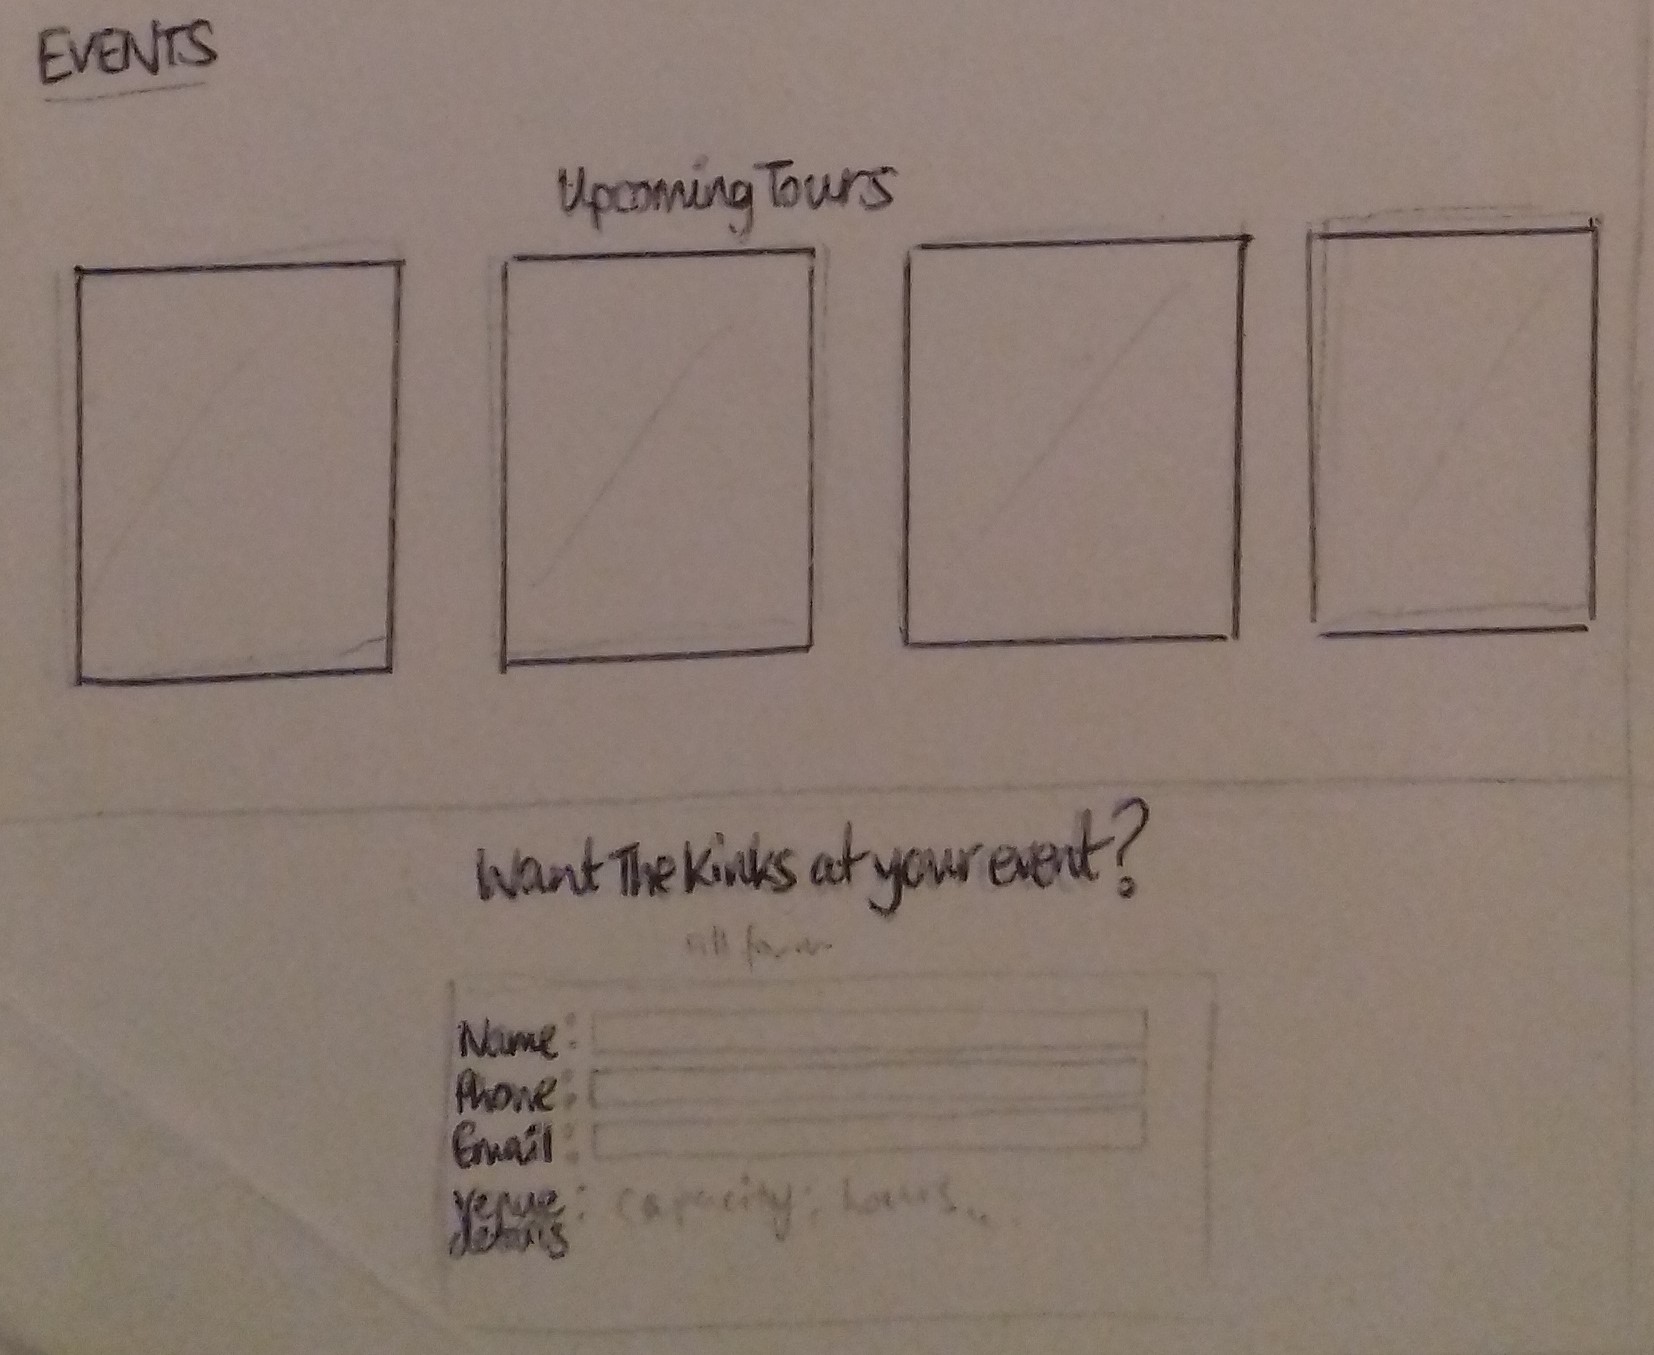 EVENTS
Upcoming Tours
Want The Kinks at your event?
fill form
Name:
Phone:
Email:
Venue: capacity: hours...
details